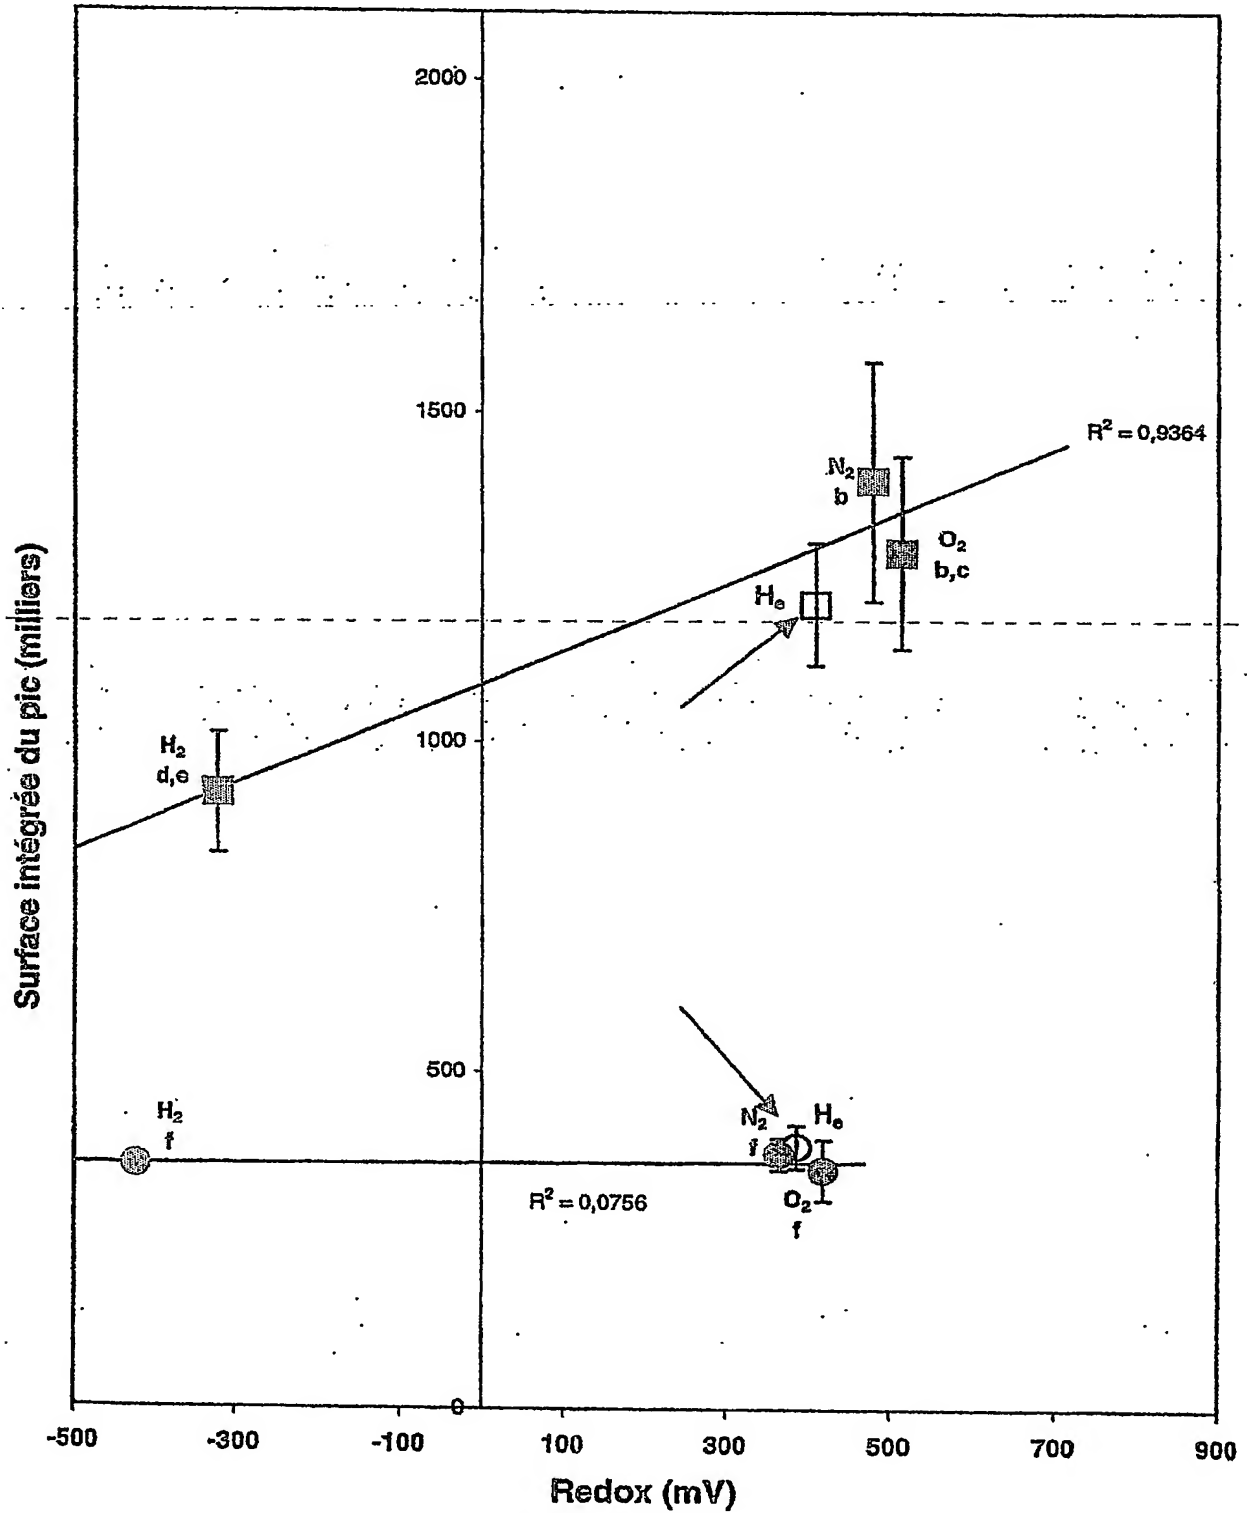 2000
1500
R² = 0,9364
N₂
b
O₂
b,c
Hₑ
H₂
d,e
1000
Surface intégrée du pic (milliers)
500
H₂
f
N₂
f
Hₑ
O₂
f
R² = 0,0756
0
-500 -300 -100 100 300 500 700 900
Redox (mV)